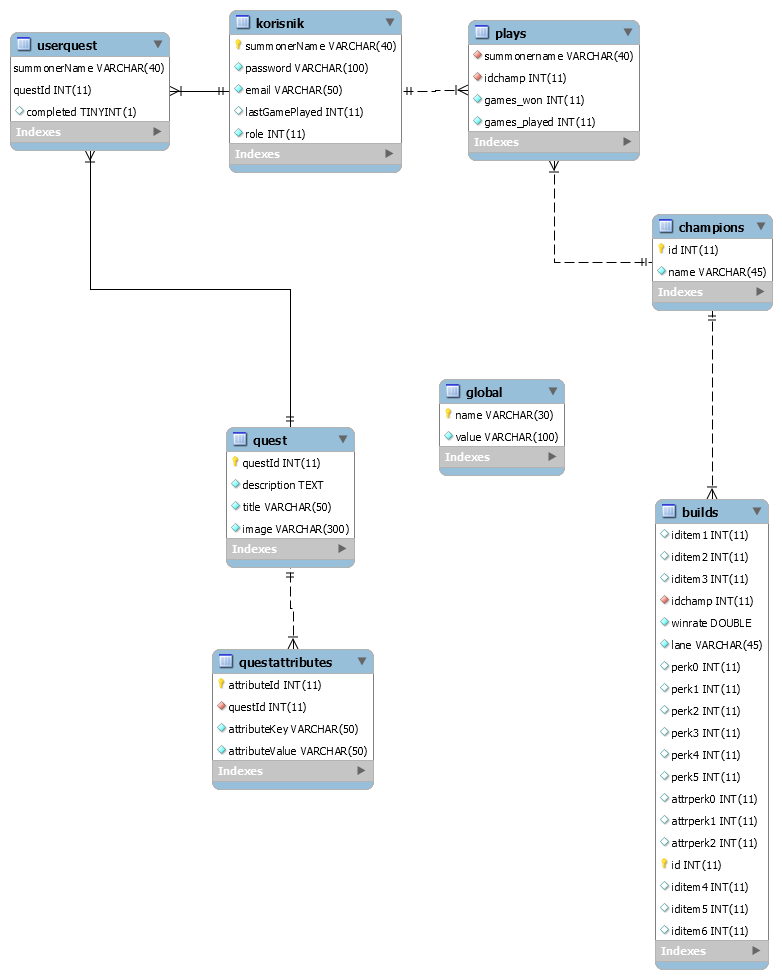 userquest
summonerName VARCHAR(40)
questId INT(11)
completed TINYINT(1)
Indexes
korisnik
summonerName VARCHAR(40)
password VARCHAR(100)
email VARCHAR(50)
lastGamePlayed INT(11)
role INT(11)
Indexes
plays
summonername VARCHAR(40)
idchamp INT(11)
games_won INT(11)
games_played INT(11)
Indexes
champions
id INT(11)
name VARCHAR(45)
Indexes
global
name VARCHAR(30)
value VARCHAR(100)
Indexes
quest
questId INT(11)
description TEXT
title VARCHAR(50)
image VARCHAR(300)
Indexes
questattributes
attributeId INT(11)
questId INT(11)
attributeKey VARCHAR(50)
attributeValue VARCHAR(50)
Indexes
builds
iditem1 INT(11)
iditem2 INT(11)
iditem3 INT(11)
idchamp INT(11)
winrate DOUBLE
lane VARCHAR(45)
perk0 INT(11)
perk1 INT(11)
perk2 INT(11)
perk3 INT(11)
perk4 INT(11)
perk5 INT(11)
attrperk0 INT(11)
attrperk1 INT(11)
attrperk2 INT(11)
id INT(11)
iditem4 INT(11)
iditem5 INT(11)
iditem6 INT(11)
Indexes